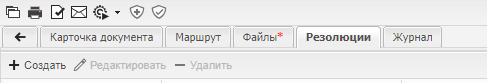 Карточка документа Маршрут Файлы* Резолюции Журнал
Создать Редактировать Удалить